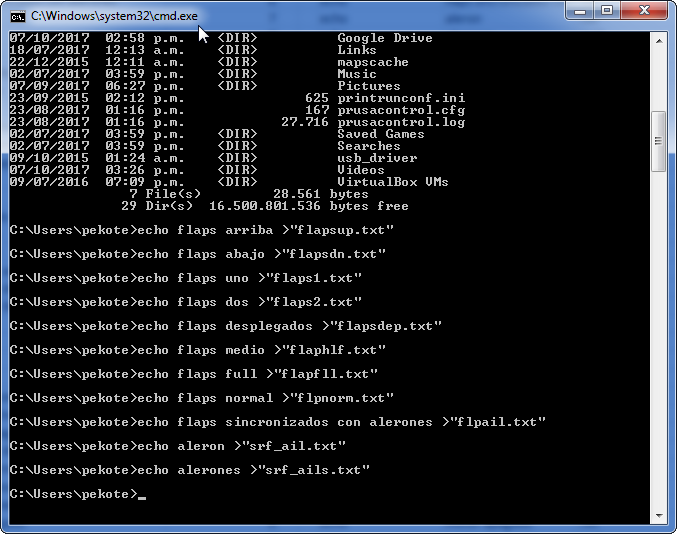 C:\Windows\system32\cmd.exe
07/10/2017  02:58 p.m.    <DIR>          Google Drive
18/07/2017  12:13 a.m.    <DIR>          Links
22/12/2015  12:11 a.m.    <DIR>          mapscache
02/07/2017  03:59 p.m.    <DIR>          Music
07/09/2017  06:27 p.m.    <DIR>          Pictures
23/09/2015  02:12 p.m.               625 printrunconf.ini
23/08/2017  01:16 p.m.               167 prusacontrol.cfg
23/08/2017  01:16 p.m.            27.716 prusacontrol.log
02/07/2017  03:59 p.m.    <DIR>          Saved Games
02/07/2017  03:59 p.m.    <DIR>          Searches
09/10/2015  01:24 a.m.    <DIR>          usb_driver
07/10/2017  03:26 p.m.    <DIR>          Videos
09/07/2016  07:09 p.m.    <DIR>          VirtualBox VMs
               7 File(s)         28.561 bytes
              29 Dir(s)  16.500.801.536 bytes free
C:\Users\pekote>echo flaps arriba >"flapsup.txt"
C:\Users\pekote>echo flaps abajo >"flapsdn.txt"
C:\Users\pekote>echo flaps uno >"flaps1.txt"
C:\Users\pekote>echo flaps dos >"flaps2.txt"
C:\Users\pekote>echo flaps desplegados >"flapsdep.txt"
C:\Users\pekote>echo flaps medio >"flaphlf.txt"
C:\Users\pekote>echo flaps full >"flapfll.txt"
C:\Users\pekote>echo flaps normal >"flpnorm.txt"
C:\Users\pekote>echo flaps sincronizados con alerones >"flpail.txt"
C:\Users\pekote>echo aleron >"srf_ail.txt"
C:\Users\pekote>echo alerones >"srf_ails.txt"
C:\Users\pekote>_